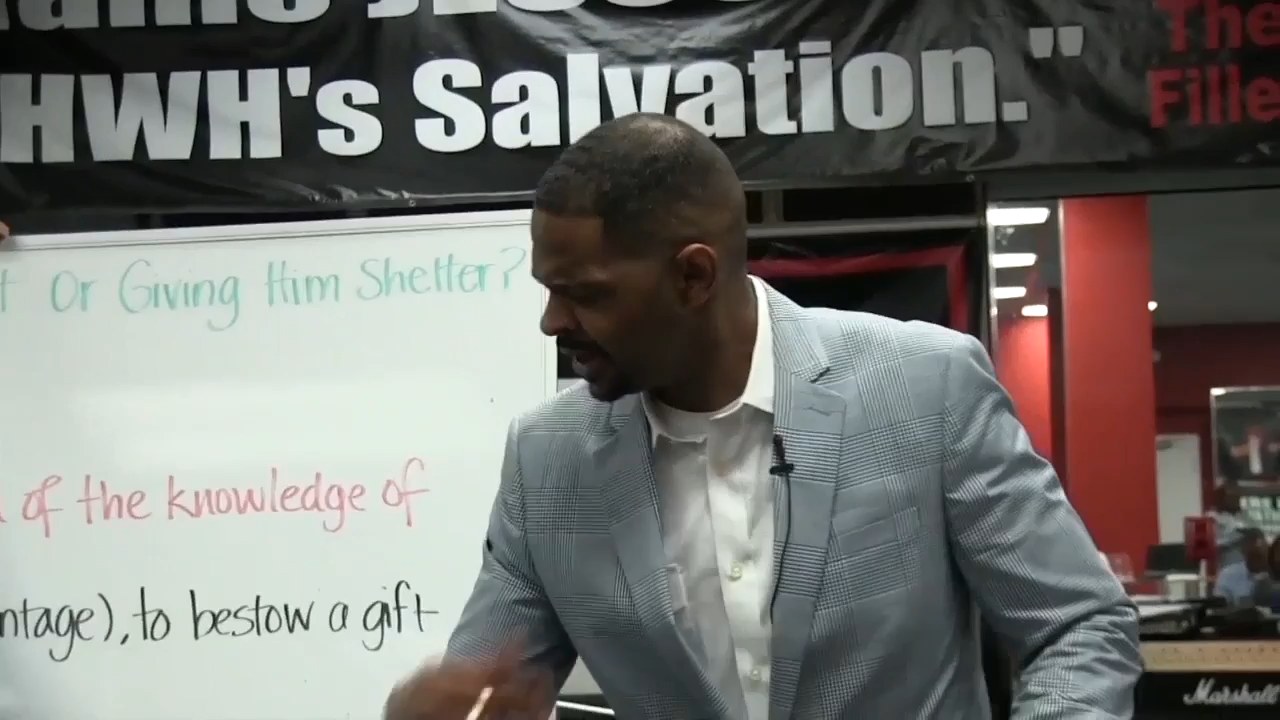 HWH's Salvation."
The
Fille
Or Giving Him Shelter?
of the knowledge of
ntage), to bestow a gift
Marshall